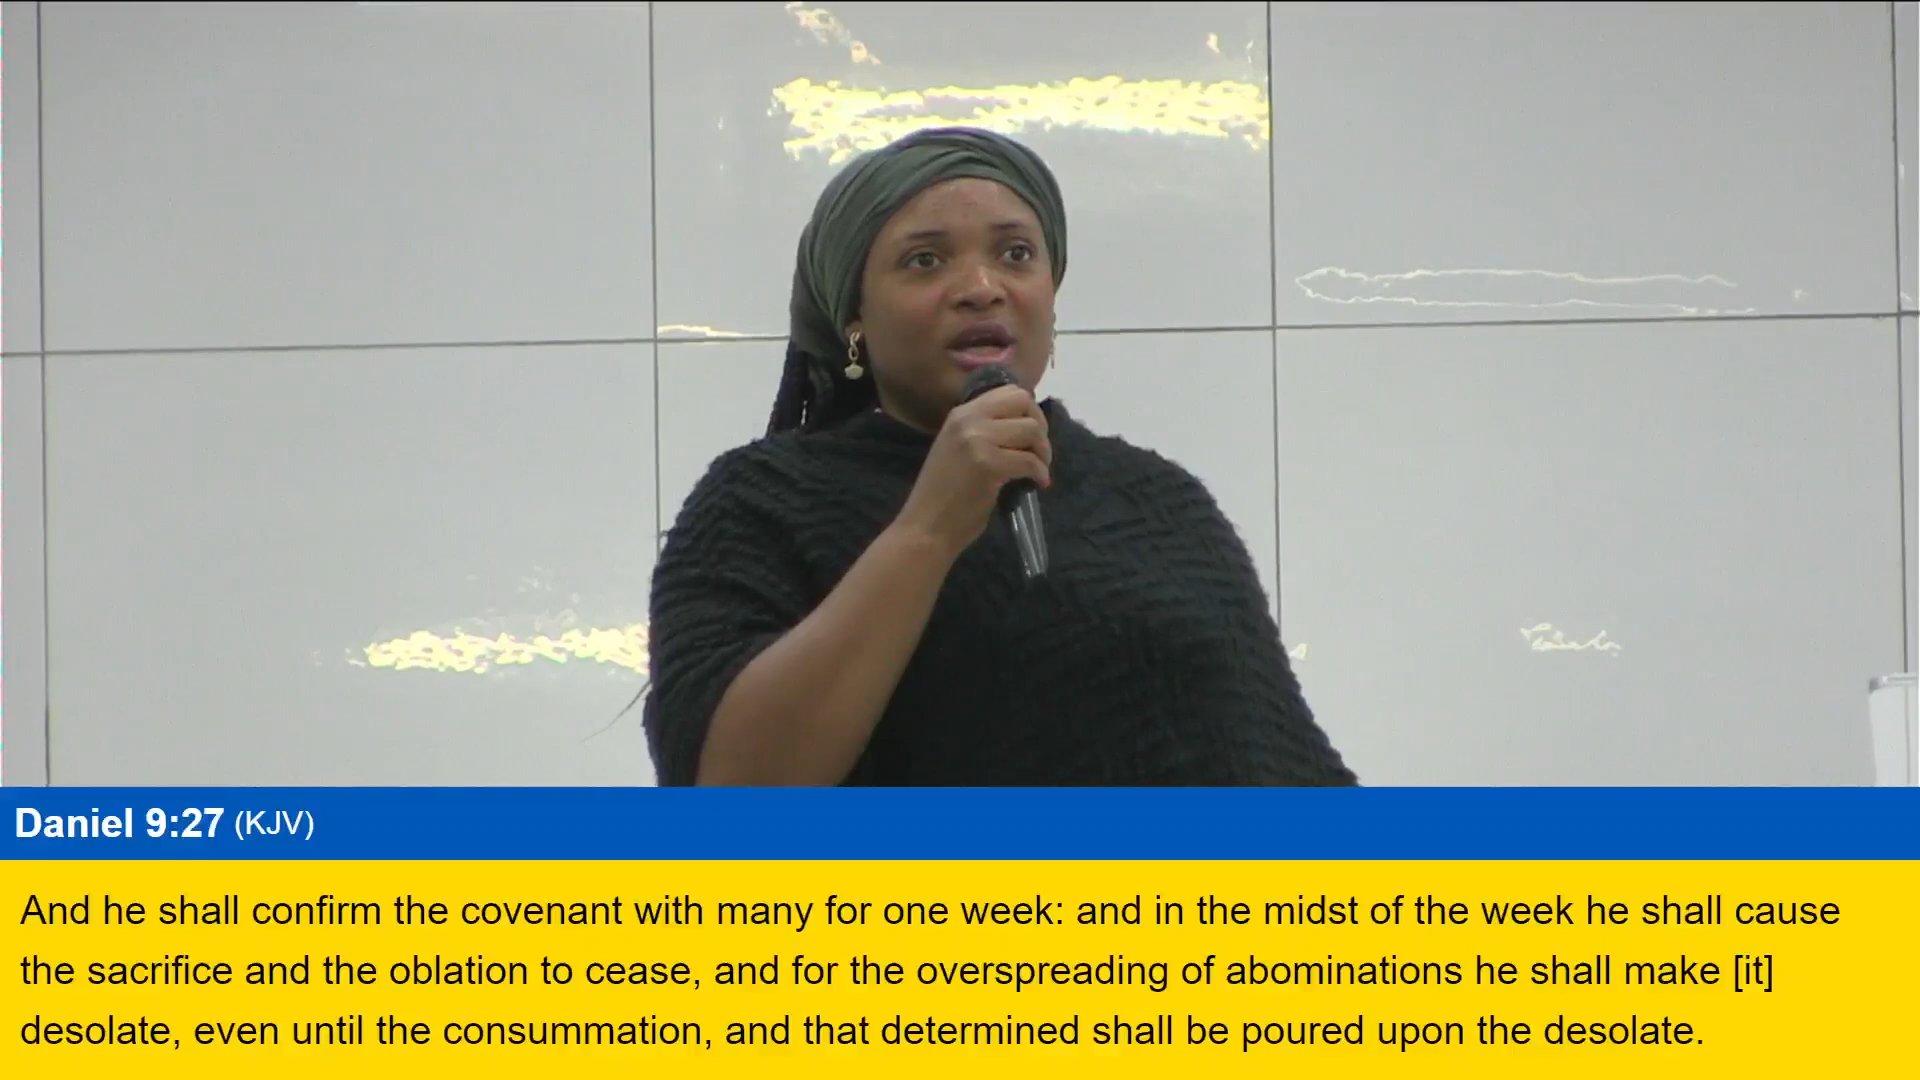 Daniel 9:27 (KJV)
And he shall confirm the covenant with many for one week: and in the midst of the week he shall cause
the sacrifice and the oblation to cease, and for the overspreading of abominations he shall make [it]
desolate, even until the consummation, and that determined shall be poured upon the desolate.